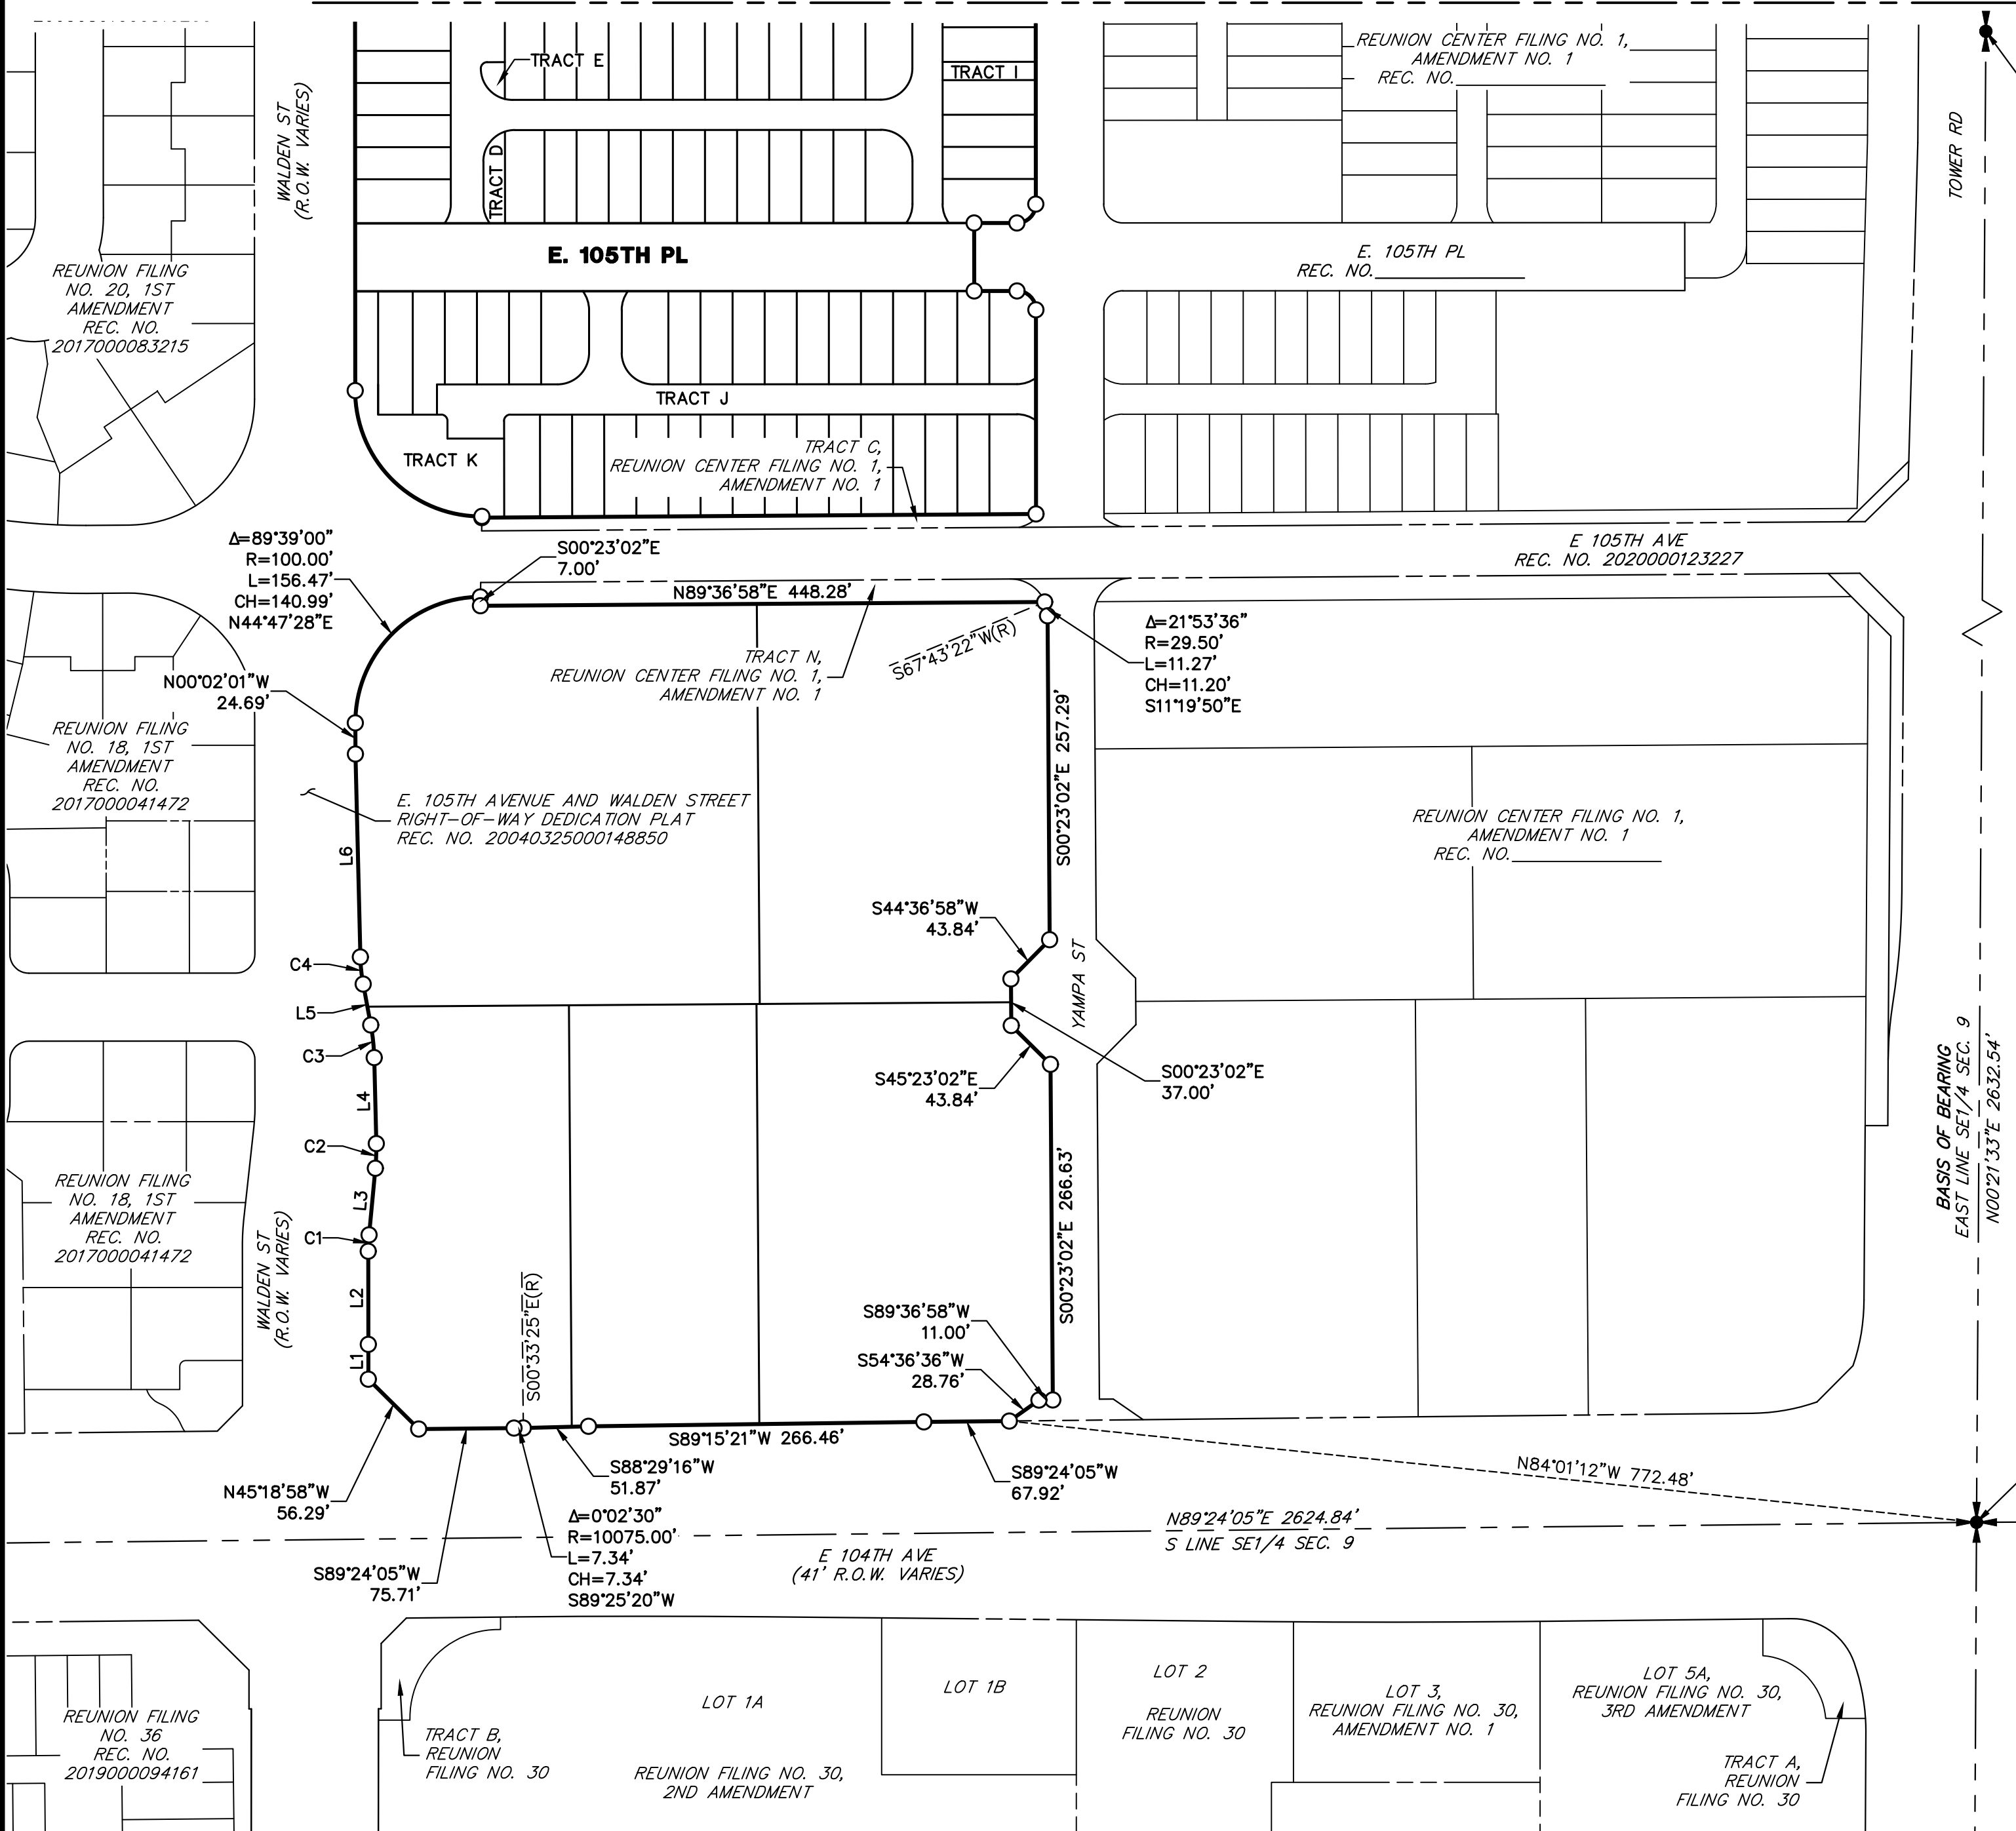 TRACT E
TRACT I
REUNION CENTER FILING NO. 1,
AMENDMENT NO. 1
REC. NO.
WALDEN ST
(R.O.W. VARIES)
TOWER RD
TRACT D
E. 105TH PL
E. 105TH PL
REC. NO.
REUNION FILING
NO. 20, 1ST
AMENDMENT
REC. NO.
2017000083215
TRACT J
TRACT K
TRACT C,
REUNION CENTER FILING NO. 1,
AMENDMENT NO. 1
Δ=89°39'00"
R=100.00'
L=156.47'
CH=140.99'
N44°47'28"E
S00°23'02"E
7.00'
E 105TH AVE
REC. NO. 2020000123227
N89°36'58"E 448.28'
S67°43'22"W(R)
Δ=21°53'36"
R=29.50'
L=11.27'
CH=11.20'
S11°19'50"E
TRACT N,
REUNION CENTER FILING NO. 1,
AMENDMENT NO. 1
N00°02'01"W
24.69'
REUNION FILING
NO. 18, 1ST
AMENDMENT
REC. NO.
2017000041472
S00°23'02"E 257.29'
E. 105TH AVENUE AND WALDEN STREET
RIGHT-OF-WAY DEDICATION PLAT
REC. NO. 20040325000148850
REUNION CENTER FILING NO. 1,
AMENDMENT NO. 1
REC. NO.
L6
S44°36'58"W
43.84'
C4
YAMPA ST
L5
C3
S00°23'02"E
37.00'
S45°23'02"E
43.84'
L4
BASIS OF BEARING
EAST LINE SE1/4 SEC. 9
N00°21'33"E 2632.54'
C2
REUNION FILING
NO. 18, 1ST
AMENDMENT
REC. NO.
2017000041472
L3
S00°23'02"E 266.63'
C1
WALDEN ST
(R.O.W. VARIES)
L2
S00°33'25"E(R)
S89°36'58"W
11.00'
L1
S54°36'36"W
28.76'
S89°15'21"W 266.46'
S88°29'16"W
51.87'
S89°24'05"W
67.92'
N84°01'12"W 772.48'
N45°18'58"W
56.29'
Δ=0°02'30"
R=10075.00'
L=7.34'
CH=7.34'
S89°25'20"W
N89°24'05"E 2624.84'
S LINE SE1/4 SEC. 9
S89°24'05"W
75.71'
E 104TH AVE
(41' R.O.W. VARIES)
LOT 1A
LOT 1B
LOT 2
REUNION
FILING NO. 30
LOT 3,
REUNION FILING NO. 30,
AMENDMENT NO. 1
LOT 5A,
REUNION FILING NO. 30,
3RD AMENDMENT
REUNION FILING
NO. 36
REC. NO.
2019000094161
TRACT B,
REUNION
FILING NO. 30
REUNION FILING NO. 30,
2ND AMENDMENT
TRACT A,
REUNION
FILING NO. 30